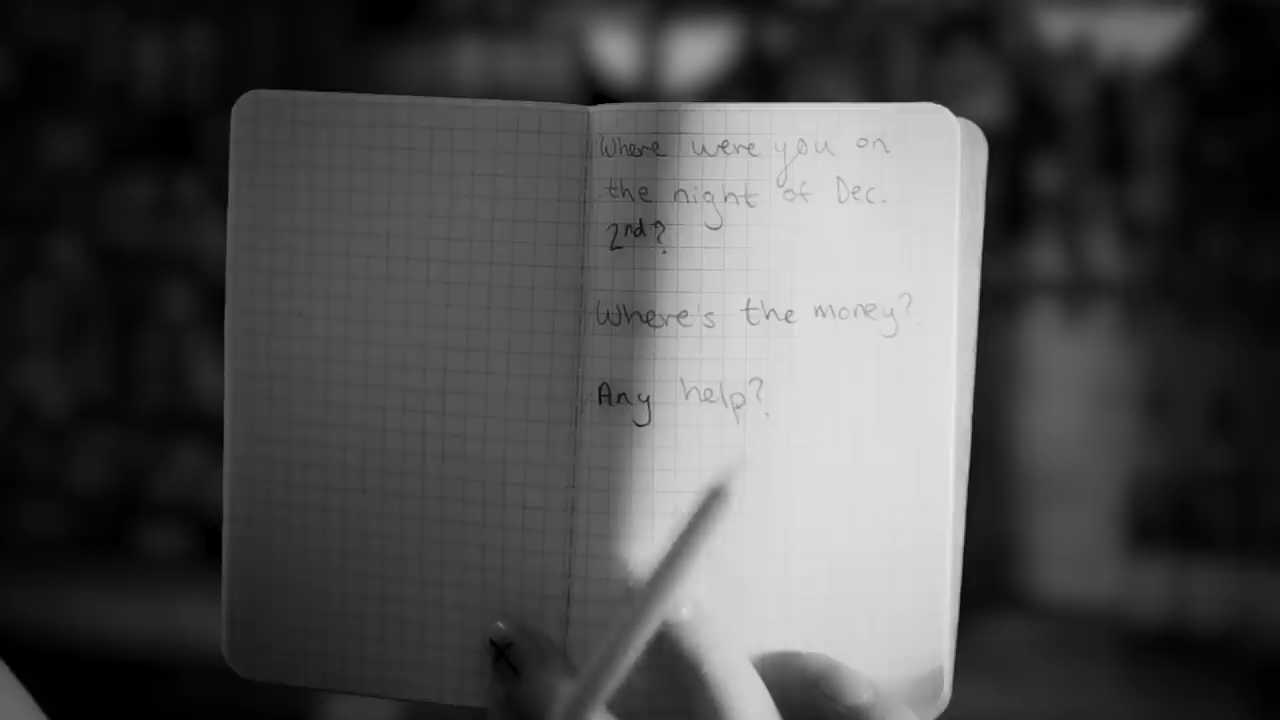 Where were you on
the night of Dec.
2nd?
Where's the money?
Any help?